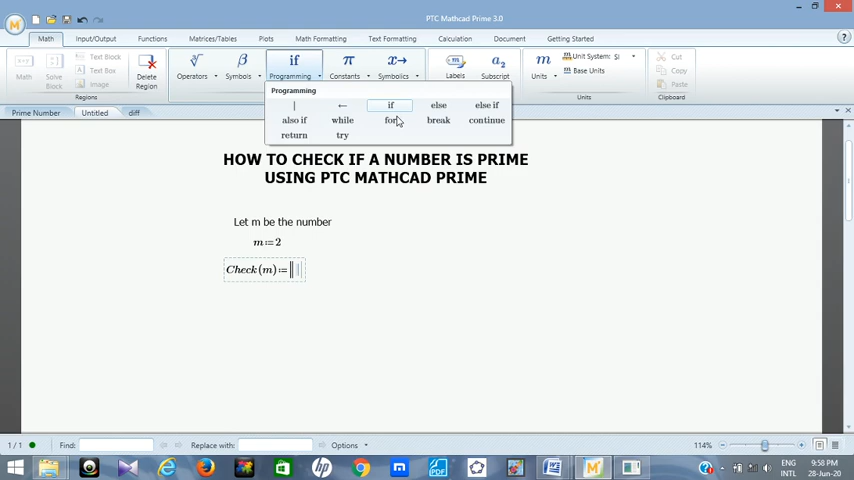 PTC Mathcad Prime 3.0
Math Input/Output Functions Matrices/Tables Plots Math Formatting Text Formatting Calculation Document Getting Started
Math Solve Block Text Block Text Box Image Delete Region Regions
Operators Symbols if Programming Constants Symbolics
Labels Subscript
Units Unit System: SI Base Units Units
Cut Copy Paste Clipboard
Prime Number Untitled diff
Programming
| ← if else else if
also if while for break continue
return try
HOW TO CHECK IF A NUMBER IS PRIME
USING PTC MATHCAD PRIME
Let m be the number
m:=2
Check(m):=
1 / 1 Find: Replace with: Options 114%
ENG 9:58 PM
INTL 28-Jun-20